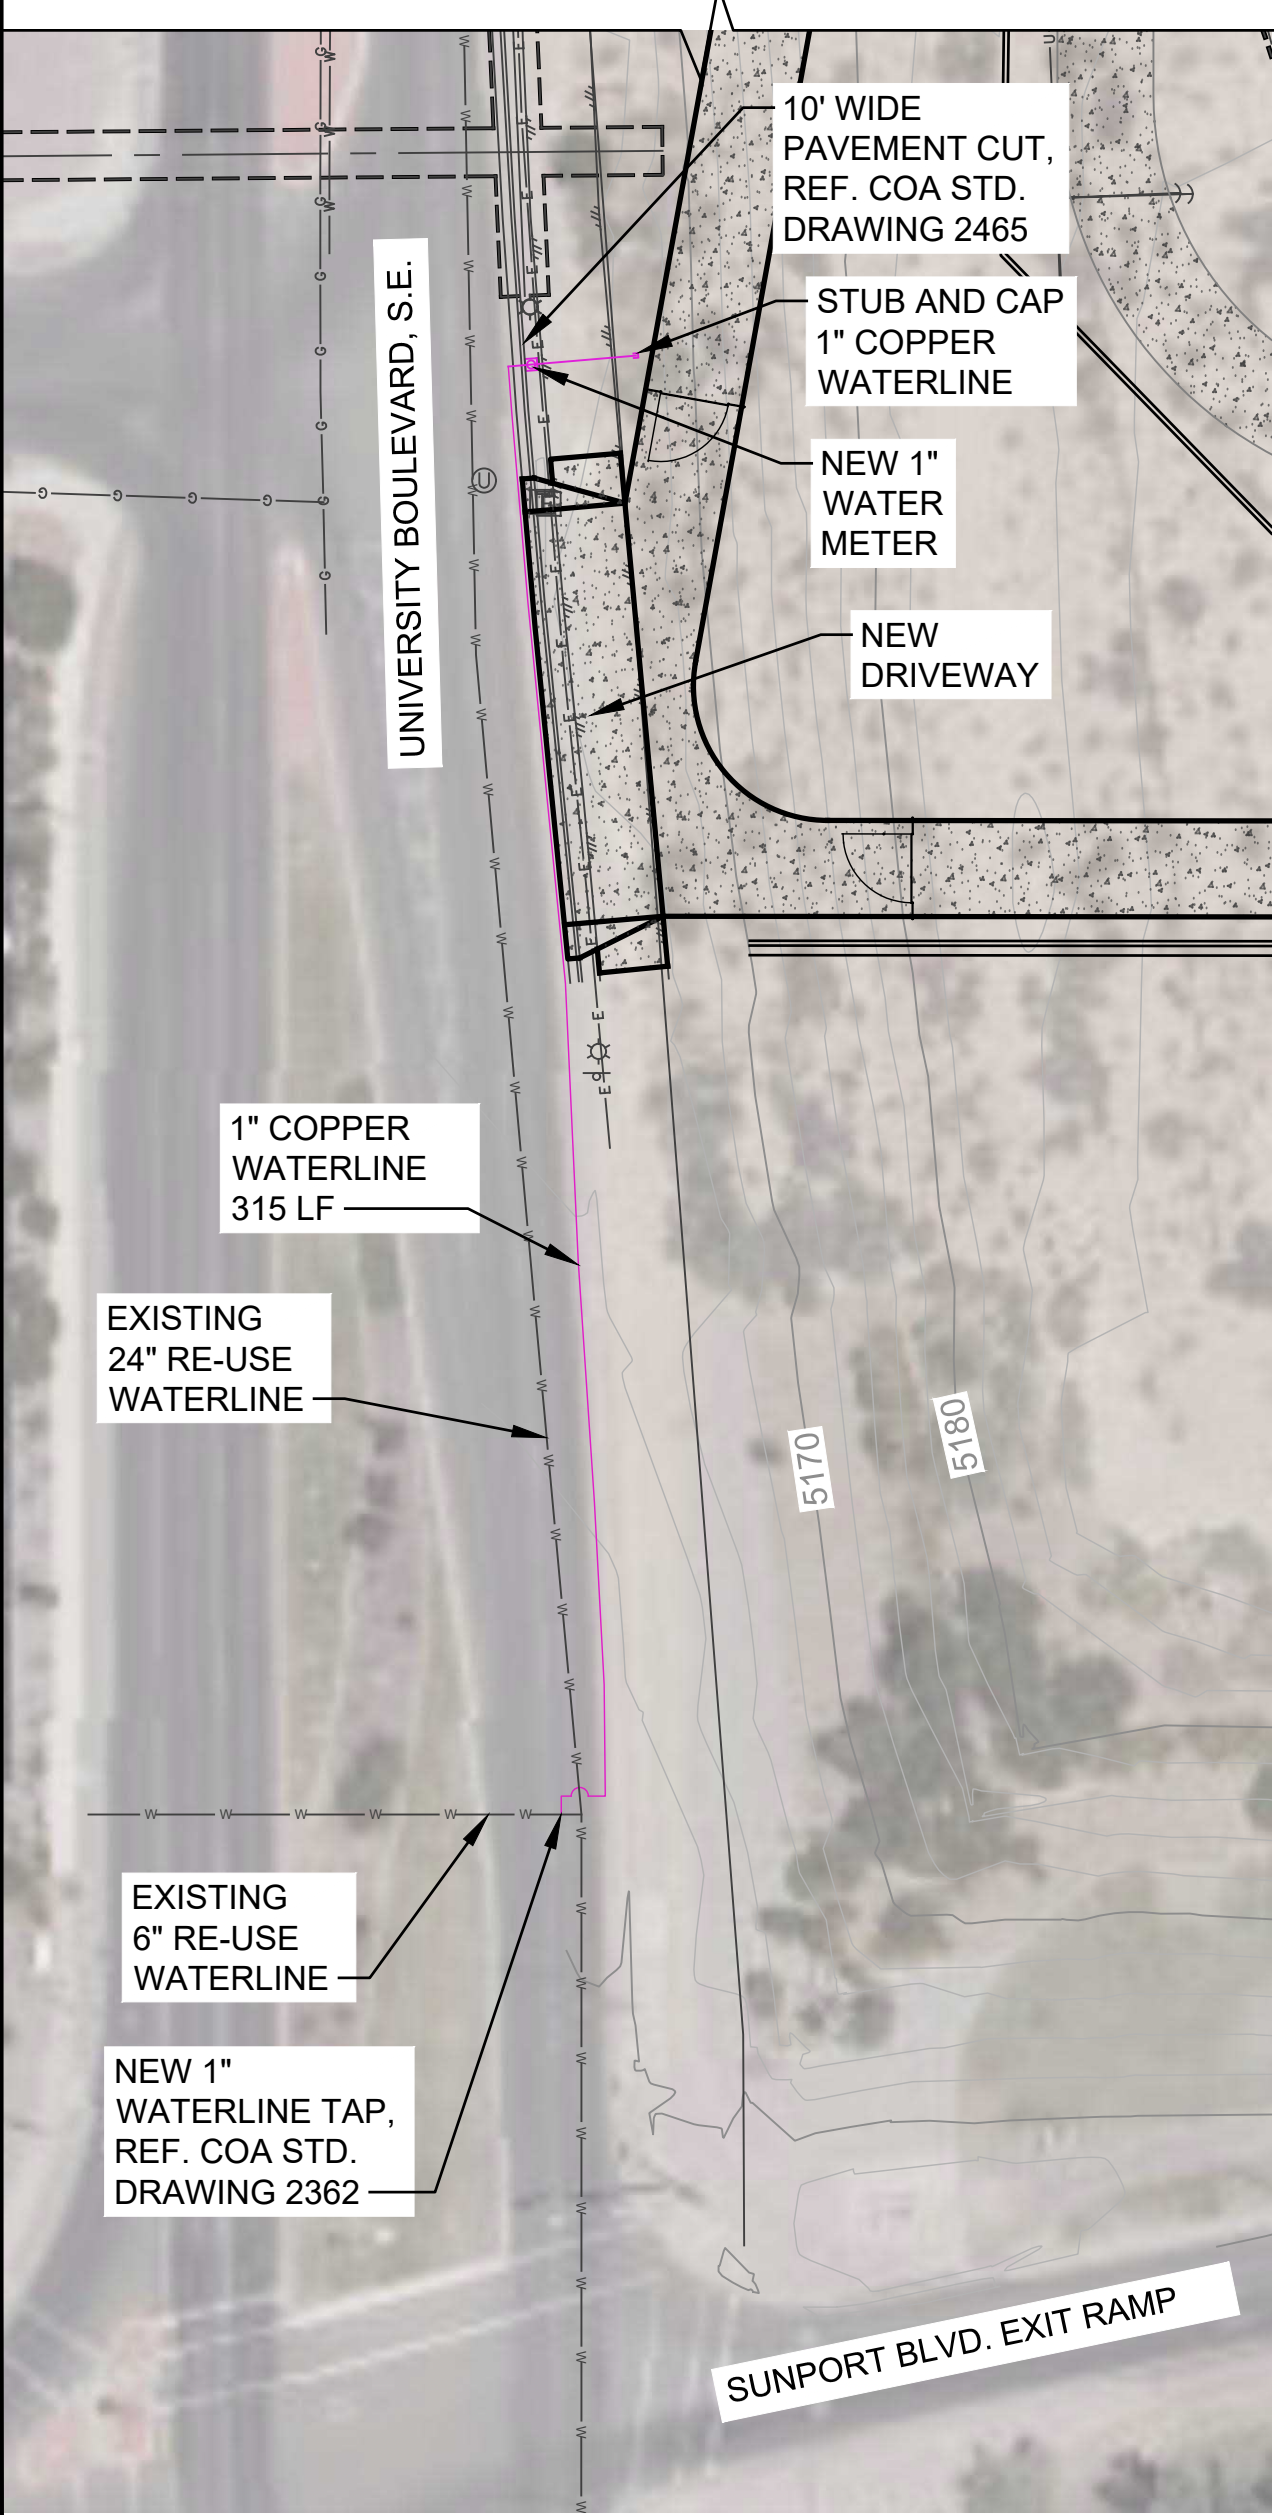 10' WIDE
PAVEMENT CUT,
REF. COA STD.
DRAWING 2465
STUB AND CAP
1" COPPER
WATERLINE
UNIVERSITY BOULEVARD, S.E.
NEW 1"
WATER
METER
NEW
DRIVEWAY
1" COPPER
WATERLINE
315 LF
EXISTING
24" RE-USE
WATERLINE
5170
5180
EXISTING
6" RE-USE
WATERLINE
NEW 1"
WATERLINE TAP,
REF. COA STD.
DRAWING 2362
SUNPORT BLVD. EXIT RAMP